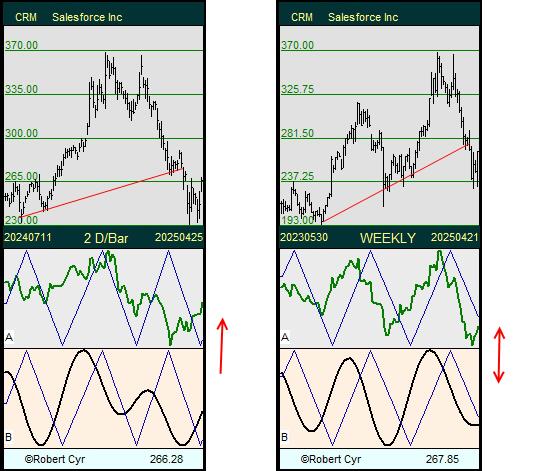 CRM Salesforce Inc
370.00
335.00
300.00
265.00
230.00
20240711 2 D/Bar 20250425
A
B
©Robert Cyr 266.28
CRM Salesforce Inc
370.00
325.75
281.50
237.25
193.00
20230530 WEEKLY 20250421
A
B
©Robert Cyr 267.85